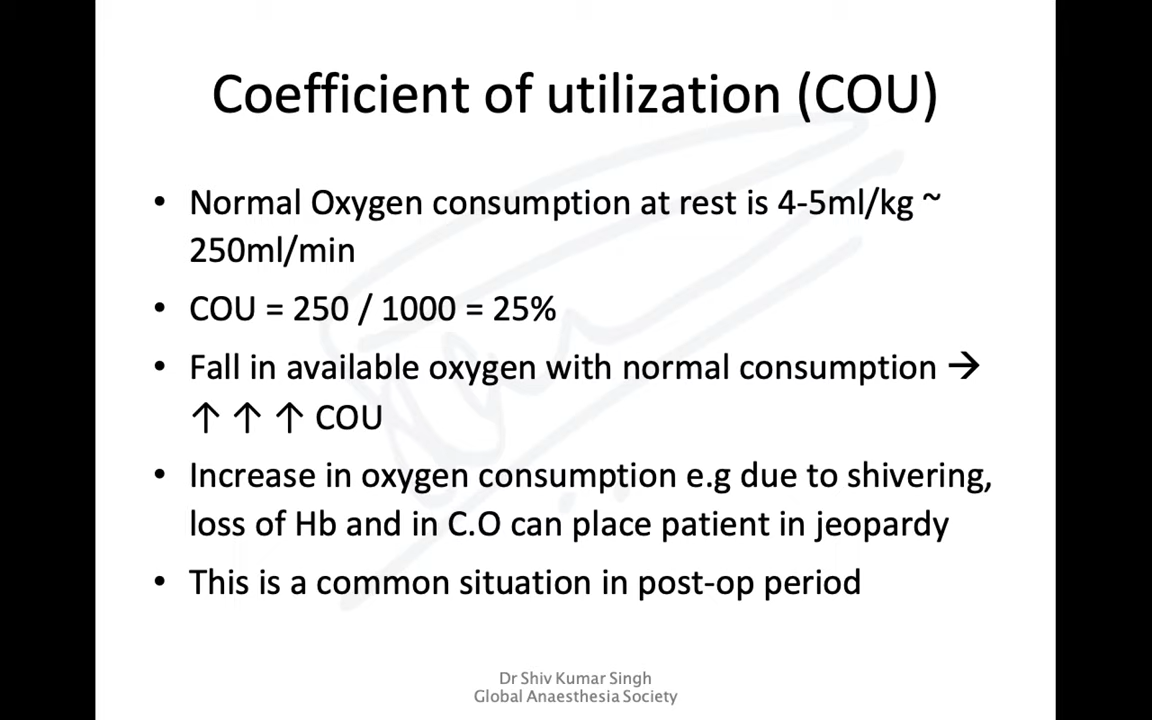 Coefficient of utilization (COU)
• Normal Oxygen consumption at rest is 4-5ml/kg ~
250ml/min
• COU = 250 / 1000 = 25%
• Fall in available oxygen with normal consumption →
↑ ↑ ↑ COU
• Increase in oxygen consumption e.g due to shivering,
loss of Hb and in C.O can place patient in jeopardy
• This is a common situation in post-op period
Dr Shiv Kumar Singh
Global Anaesthesia Society